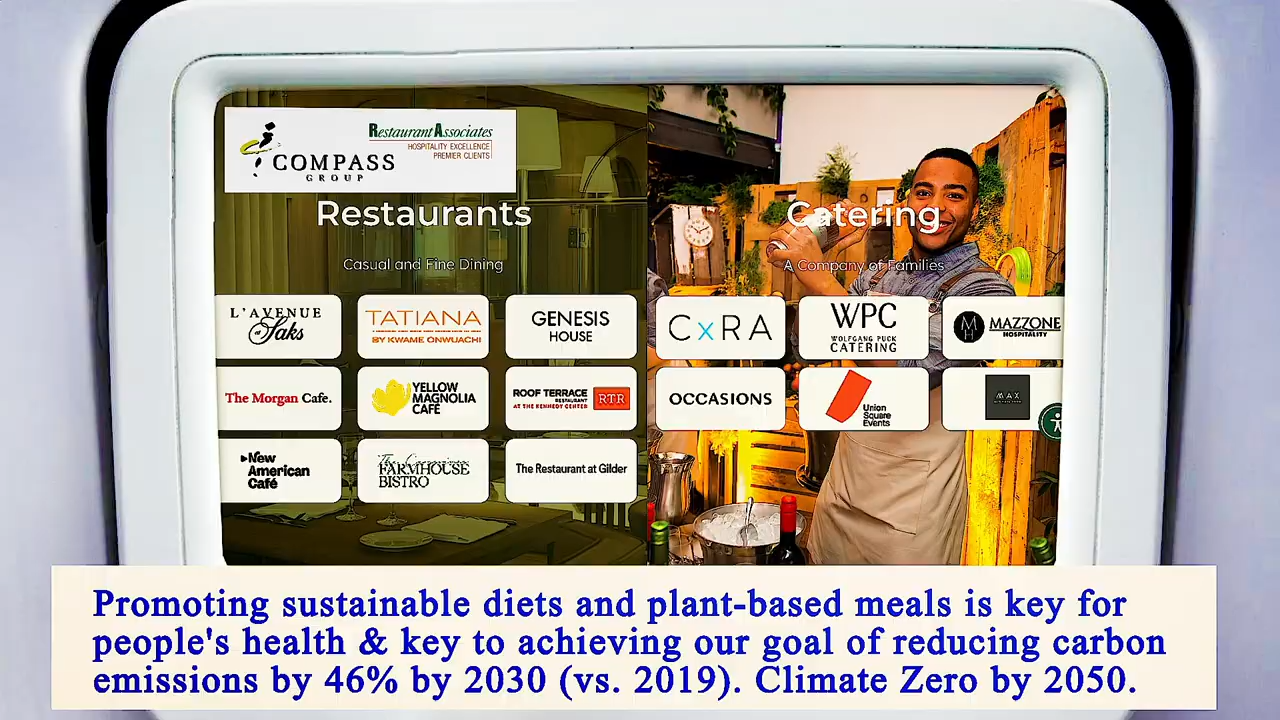 COMPASS
GROUP
Restaurant Associates
HOSPITALITY EXCELLENCE
PREMIER CLIENTS
Restaurants
Casual and Fine Dining
L'AVENUE
at Saks
TATIANA
BY KWAME ONWUACHI
GENESIS
HOUSE
The Morgan Cafe.
YELLOW
MAGNOLIA
CAFÉ
ROOF TERRACE
RESTAURANT
AT THE KENNEDY CENTER
RTR
New
American
Café
FARMHOUSE
BISTRO
The Restaurant at Gilder
Catering
A Company of Families
CxRA
WPC
WOLFGANG PUCK
CATERING
MH
MAZZONE
HOSPITALITY
OCCASIONS
Union
Square
Events
MAX
Promoting sustainable diets and plant-based meals is key for
people's health & key to achieving our goal of reducing carbon
emissions by 46% by 2030 (vs. 2019). Climate Zero by 2050.